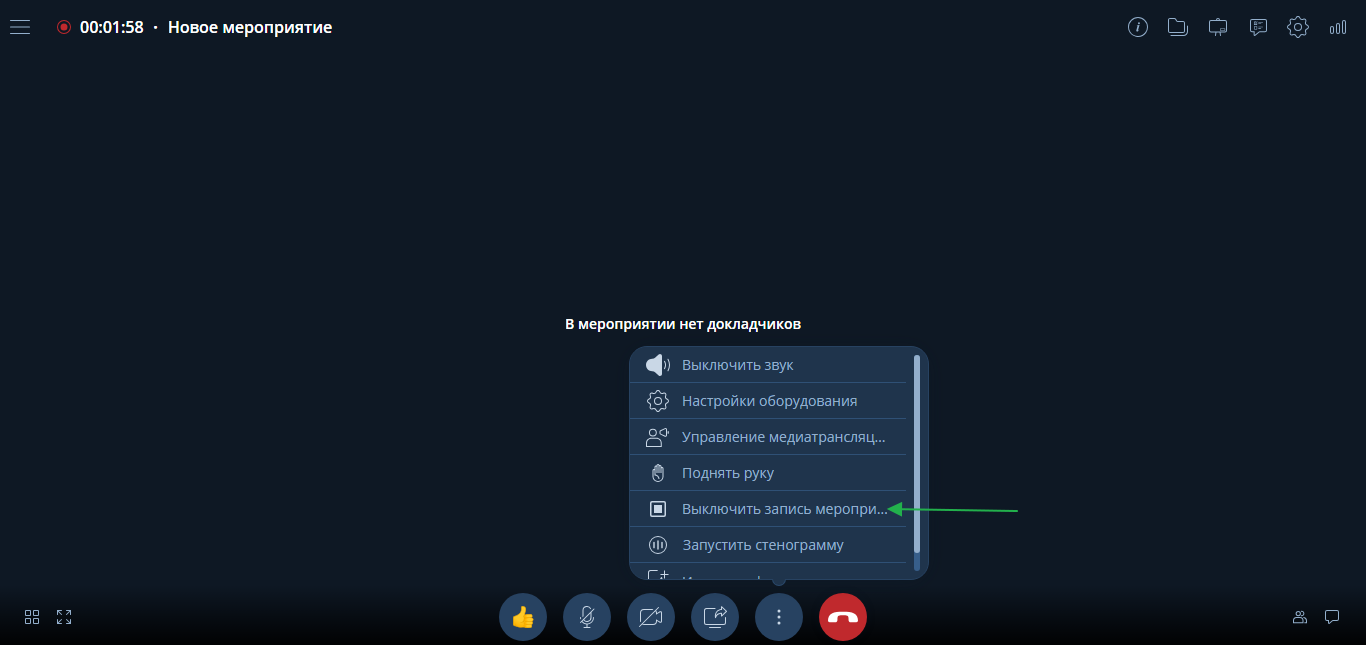 00:01:58 · Новое мероприятие
В мероприятии нет докладчиков
Выключить звук
Настройки оборудования
Управление медиатрансляц...
Поднять руку
Выключить запись меропри...
Запустить стенограмму